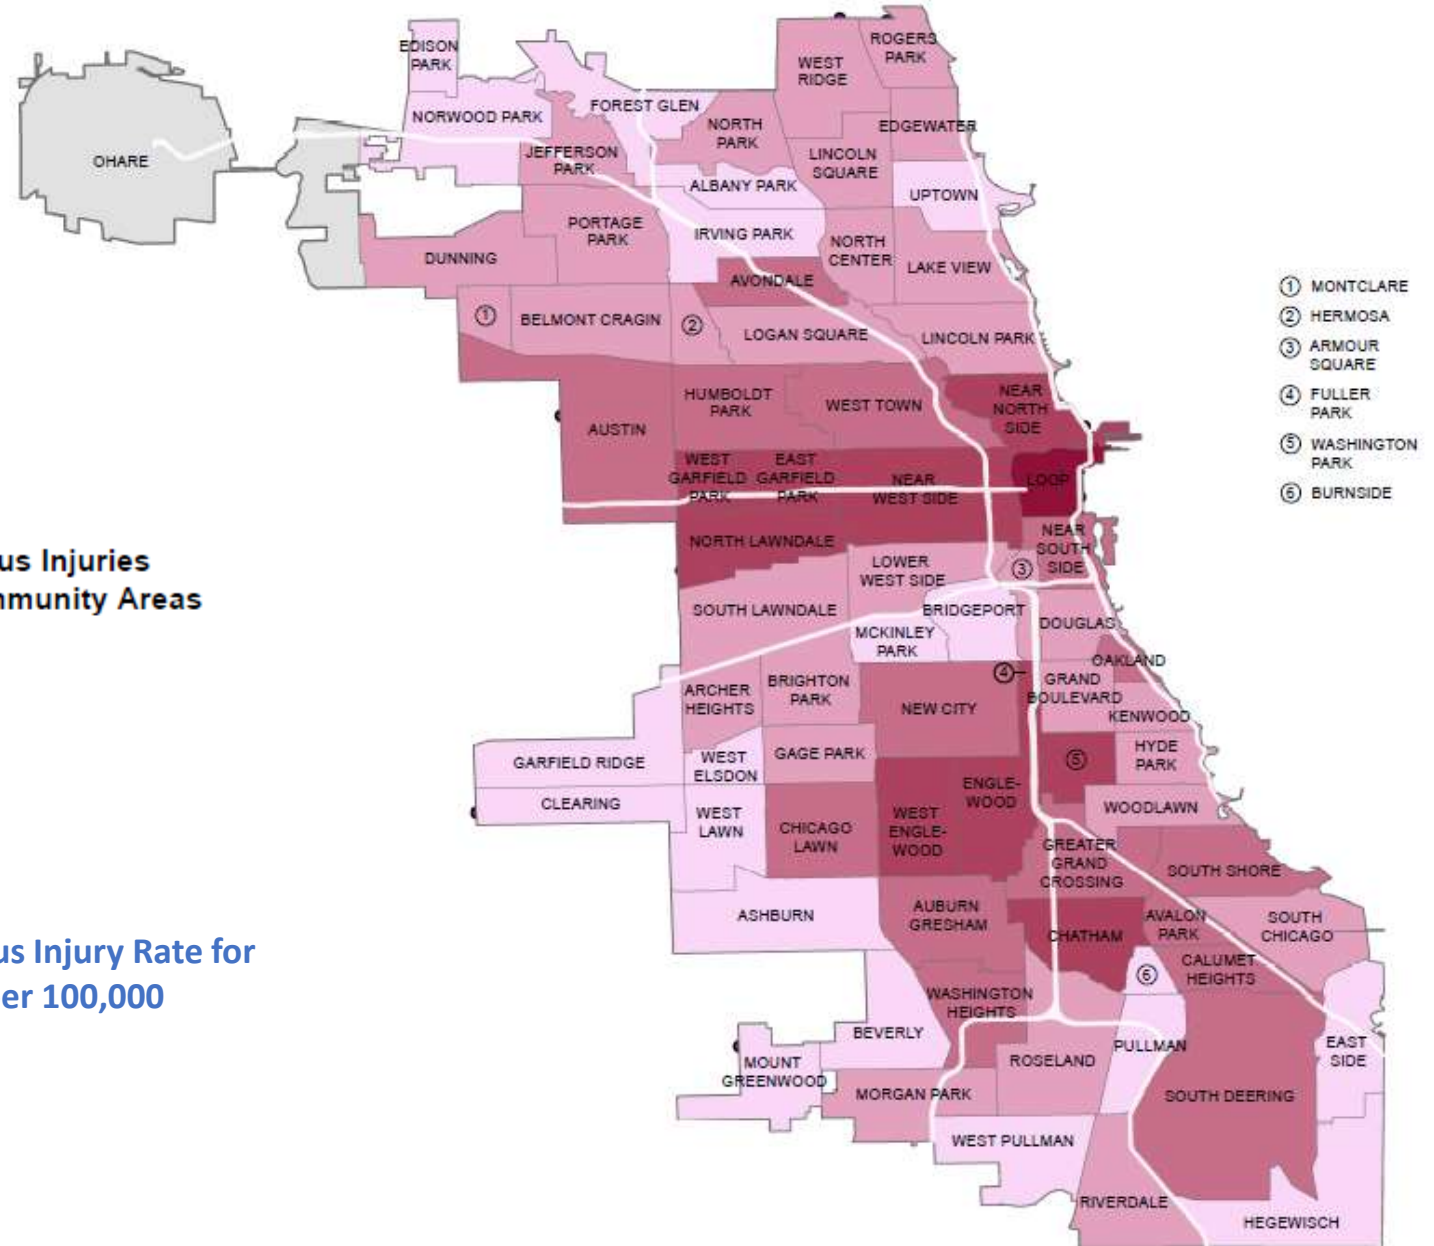 EDISON
PARK
ROGERS
PARK
WEST
RIDGE
NORWOOD PARK
FOREST GLEN
NORTH
PARK
EDGEWATER
OHARE
JEFFERSON
PARK
LINCOLN
SQUARE
ALBANY PARK
UPTOWN
PORTAGE
PARK
IRVING PARK
NORTH
CENTER
DUNNING
LAKE VIEW
AVONDALE
1
BELMONT CRAGIN
2
LOGAN SQUARE
LINCOLN PARK
1 MONTCLARE
2 HERMOSA
3 ARMOUR
SQUARE
4 FULLER
PARK
5 WASHINGTON
PARK
6 BURNSIDE
HUMBOLDT
PARK
WEST TOWN
NEAR
NORTH
SIDE
AUSTIN
WEST
GARFIELD
PARK
EAST
GARFIELD
PARK
NEAR
WEST SIDE
LOOP
NORTH LAWNDALE
NEAR
SOUTH
SIDE
us Injuries
mmunity Areas
LOWER
WEST SIDE
3
SOUTH LAWNDALE
BRIDGEPORT
DOUGLAS
MCKINLEY
PARK
OAKLAND
4
ARCHER
HEIGHTS
BRIGHTON
PARK
NEW CITY
GRAND
BOULEVARD
KENWOOD
GARFIELD RIDGE
WEST
ELSDON
GAGE PARK
5
HYDE
PARK
CLEARING
WEST
LAWN
CHICAGO
LAWN
WEST
ENGLE-
WOOD
ENGLE-
WOOD
WOODLAWN
GREATER
GRAND
CROSSING
SOUTH SHORE
ASHBURN
AUBURN
GRESHAM
CHATHAM
AVALON
PARK
SOUTH
CHICAGO
us Injury Rate for
er 100,000
6
CALUMET
HEIGHTS
WASHINGTON
HEIGHTS
BEVERLY
MOUNT
GREENWOOD
ROSELAND
PULLMAN
EAST
SIDE
MORGAN PARK
SOUTH DEERING
WEST PULLMAN
RIVERDALE
HEGEWISCH